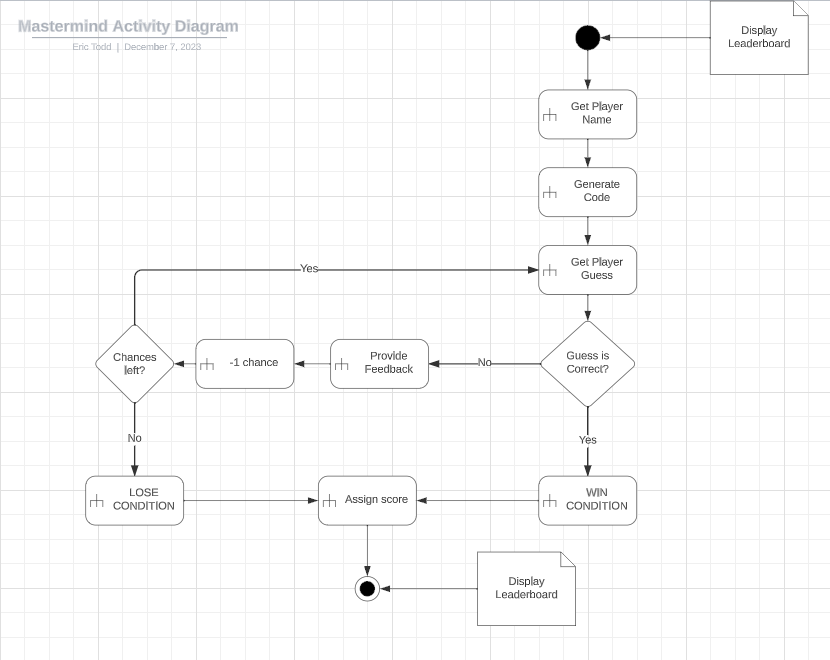 Mastermind Activity Diagram
Eric Todd | December 7, 2023
Display
Leaderboard
Get Player
Name
Generate
Code
Get Player
Guess
Yes
Chances
left?
-1 chance
Provide
Feedback
No
Guess is
Correct?
No
Yes
LOSE
CONDITION
Assign score
WIN
CONDITION
Display
Leaderboard